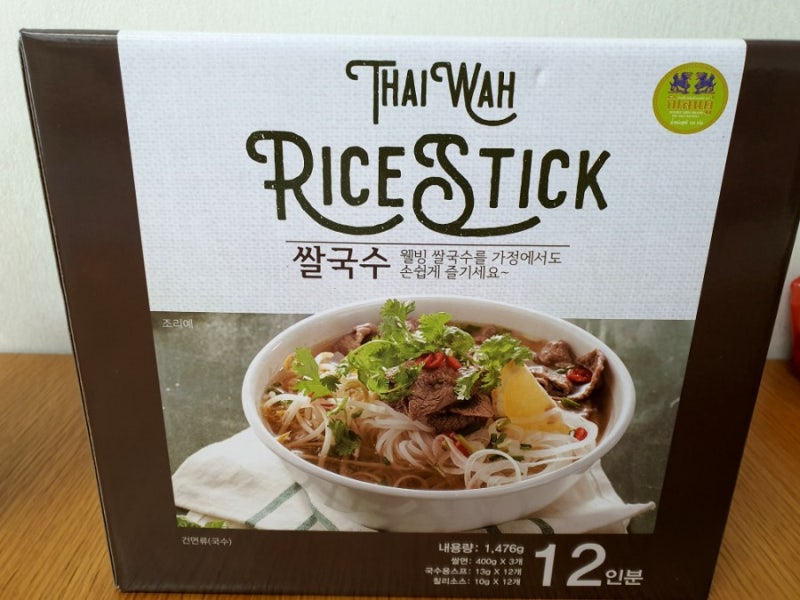 THAI WAH
RICE STICK
쌀국수
웰빙 쌀국수를 가정에서도
손쉽게 즐기세요~
조리예
건면류(국수)
내용량: 1,476g
쌀면: 400g X 3개
국수용스프: 13g X 12개
칠리소스: 10g X 12개
12인분